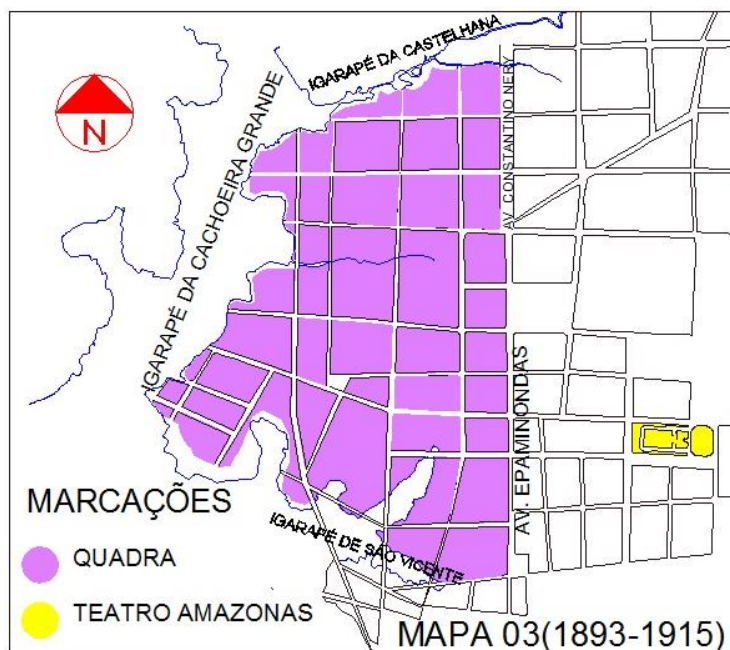 IGARAPÉ DA CASTELHANA
IGARAPÉ DA CACHOEIRA GRANDE
N
AV. CONSTANTINO NERY
AV. EPAMINONDAS
MARCAÇÕES
IGARAPÉ DE SÃO VICENTE
QUADRA
TEATRO AMAZONAS
MAPA 03(1893-1915)